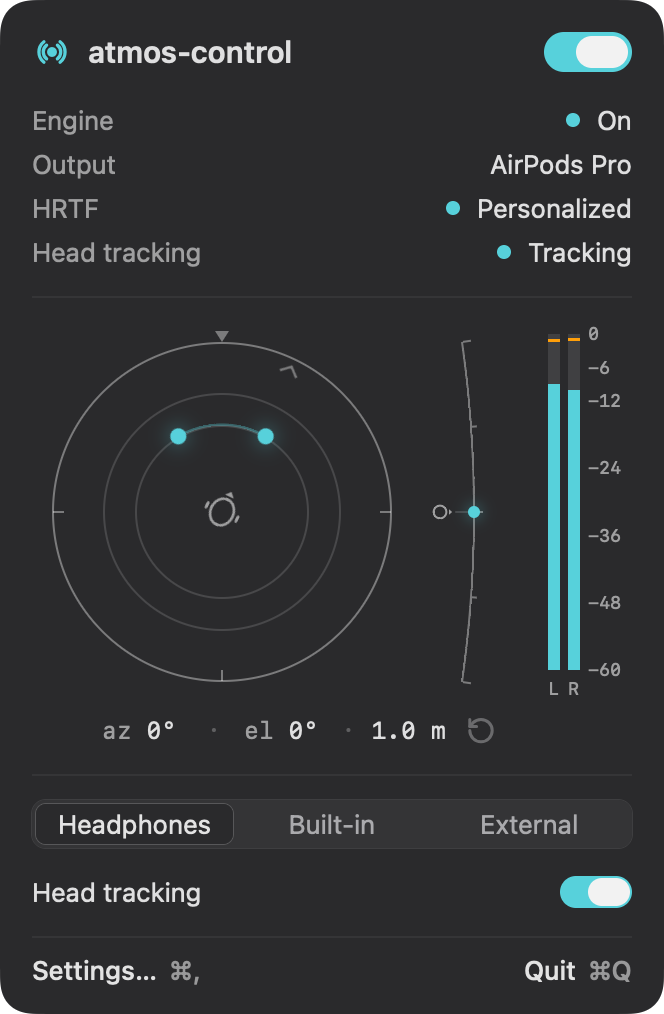 atmos-control
Engine On
Output AirPods Pro
HRTF Personalized
Head tracking Tracking
0
−6
−12
−24
−36
−48
−60
L R
az 0° · el 0° · 1.0 m
Headphones Built-in External
Head tracking
Settings... ⌘, Quit ⌘Q